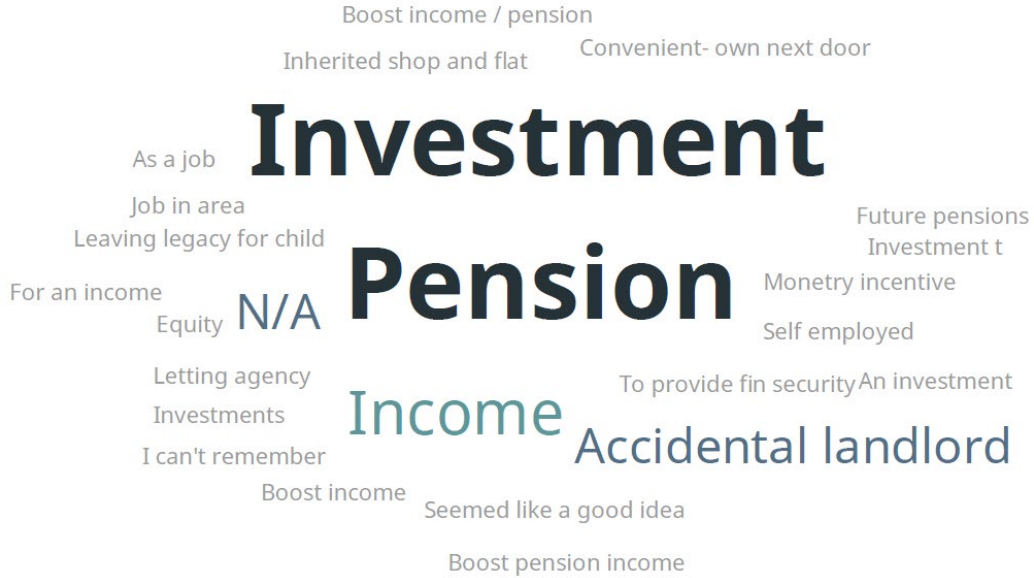 Boost income / pension
Convenient- own next door
Inherited shop and flat
Investment
As a job
Job in area
Future pensions
Leaving legacy for child
Investment t
Pension
Monetry incentive
For an income
N/A
Equity
Self employed
Letting agency
To provide fin security
An investment
Investments
Income
Accidental landlord
I can't remember
Boost income
Seemed like a good idea
Boost pension income